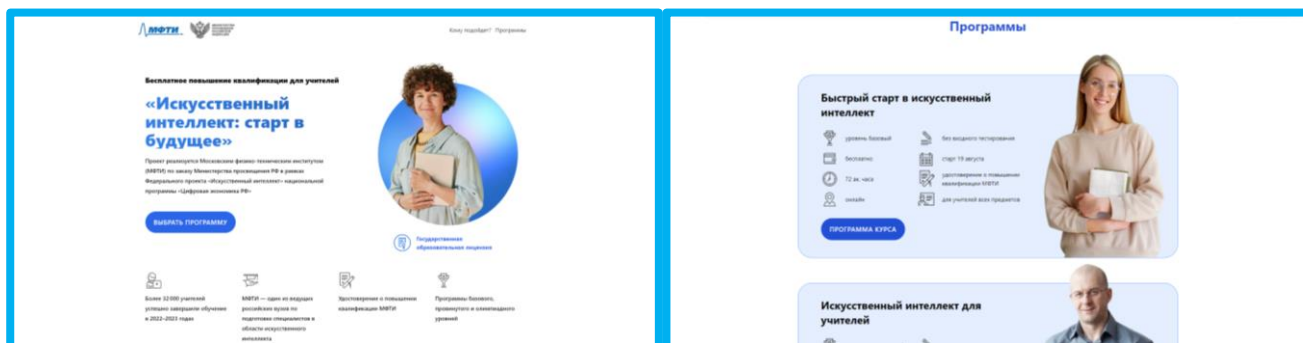 МФТИ
Кому подойдет? Программы
Бесплатное повышение квалификации для учителей
«Искусственный
интеллект: старт в
будущее»
Проект реализуется Московским физико-техническим институтом
(МФТИ) по заказу Министерства просвещения РФ в рамках
Федерального проекта «Искусственный интеллект» национальной
программы «Цифровая экономика РФ»
ВЫБРАТЬ ПРОГРАММУ
Государственная
образовательная лицензия
Более 32 000 учителей
успешно завершили обучение
в 2022–2023 годах
МФТИ — один из ведущих
российских вузов по
подготовке специалистов в
области искусственного
интеллекта
Удостоверение о повышении
квалификации МФТИ
Программы базового,
продвинутого и олимпиадного
уровней
Программы
Быстрый старт в искусственный
интеллект
уровень базовый
без входного тестирования
бесплатно
старт 19 августа
72 ак. часа
удостоверение о повышении
квалификации МФТИ
онлайн
для учителей всех предметов
ПРОГРАММА КУРСА
Искусственный интеллект для
учителей